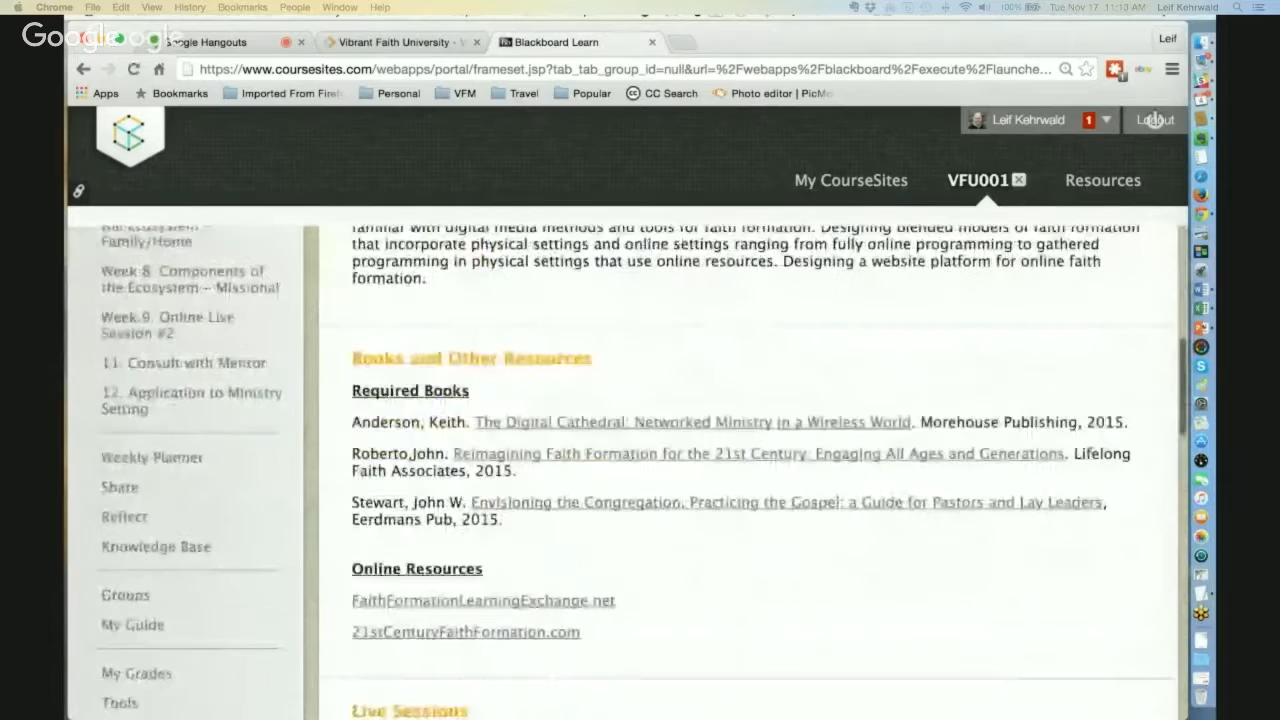 Chrome File Edit View History Bookmarks People Window Help 100% Tue Nov 17 11:13 AM Leif Kehrwald
Google
Google Hangouts Vibrant Faith University - V Blackboard Learn Leif
https://www.coursesites.com/webapps/portal/frameset.jsp?tab_tab_group_id=null&url=%2Fwebapps%2Fblackboard%2Fexecute%2Flaunche...
Apps Bookmarks Imported From Firef Personal VFM Travel Popular CC Search Photo editor | PicMo
Leif Kehrwald 1 Logout
My CourseSites VFU001 Resources
Family/Home
Week 8. Components of
the Ecosystem – Missional
Week 9. Online Live
Session #2
11. Consult with Mentor
12. Application to Ministry
Setting
Weekly Planner
Share
Reflect
Knowledge Base
Groups
My Guide
My Grades
Tools
familiar with digital media methods and tools for faith formation. Designing blended models of faith formation
that incorporate physical settings and online settings ranging from fully online programming to gathered
programming in physical settings that use online resources. Designing a website platform for online faith
formation.
Books and Other Resources
Required Books
Anderson, Keith. The Digital Cathedral: Networked Ministry in a Wireless World. Morehouse Publishing, 2015.
Roberto,John. Reimagining Faith Formation for the 21st Century: Engaging All Ages and Generations. Lifelong
Faith Associates, 2015.
Stewart, John W. Envisioning the Congregation, Practicing the Gospel: a Guide for Pastors and Lay Leaders,
Eerdmans Pub, 2015.
Online Resources
FaithFormationLearningExchange.net
21stCenturyFaithFormation.com
Live Sessions